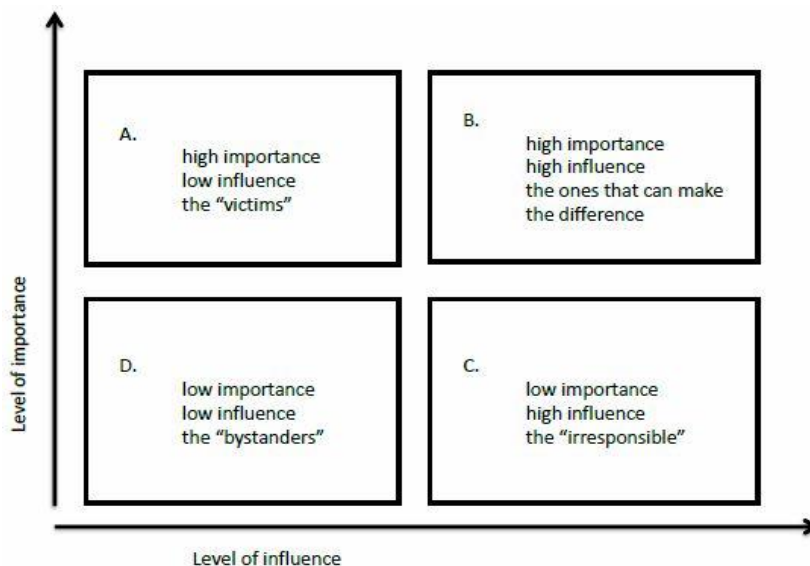 Level of importance
A.
high importance
low influence
the “victims”
B.
high importance
high influence
the ones that can make
the difference
D.
low importance
low influence
the “bystanders”
C.
low importance
high influence
the “irresponsible”
Level of influence